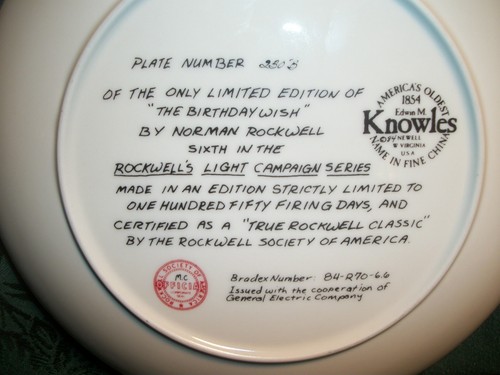 PLATE NUMBER
OF THE ONLY LIMITED EDITION OF
"THE BIRTHDAY WISH"
BY NORMAN ROCKWELL
SIXTH IN THE
ROCKWELL'S LIGHT CAMPAIGN SERIES
MADE IN AN EDITION STRICTLY LIMITED TO
ONE HUNDRED FIFTY FIRING DAYS, AND
CERTIFIED AS A "TRUE ROCKWELL CLASSIC"
BY THE ROCKWELL SOCIETY OF AMERICA.
AMERICA'S OLDEST
1854
Edwin M.
Knowles
NEWELL
W VIRGINIA
USA
NAME IN FINE CHINA
M.C.
Bradex Number 84-R70-6.6
Issued with the cooperation of
General Electric Company